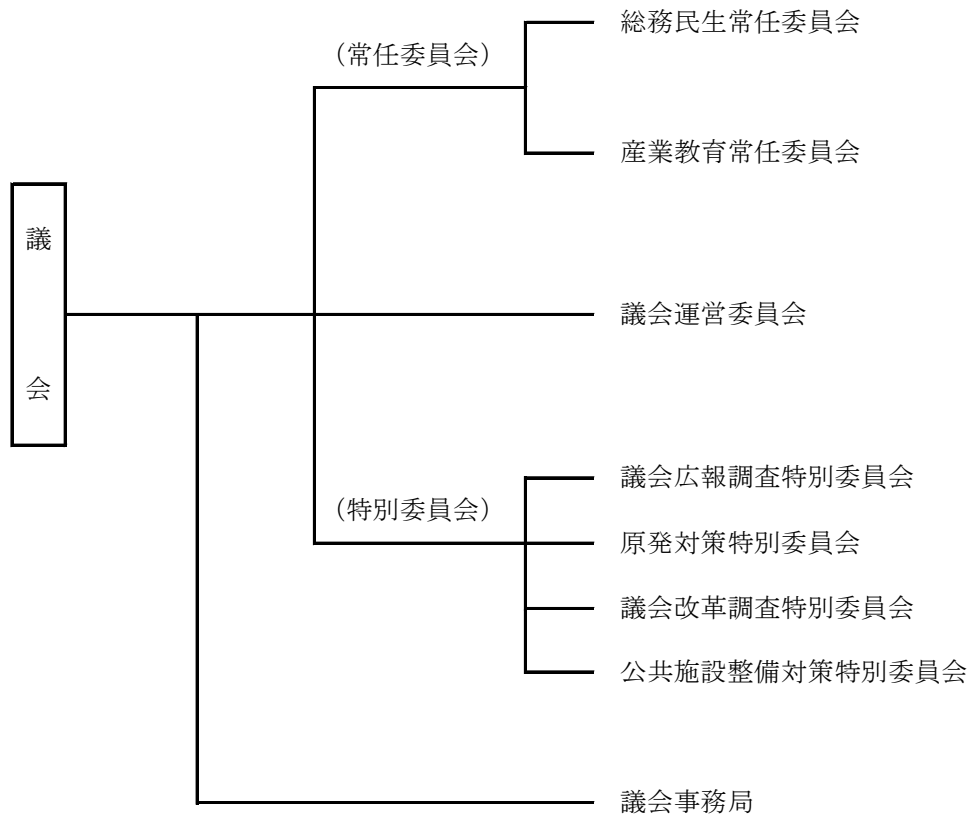 総務民生常任委員会
（常任委員会）
産業教育常任委員会
議会
議会運営委員会
議会広報調査特別委員会
（特別委員会）
原発対策特別委員会
議会改革調査特別委員会
公共施設整備対策特別委員会
議会事務局